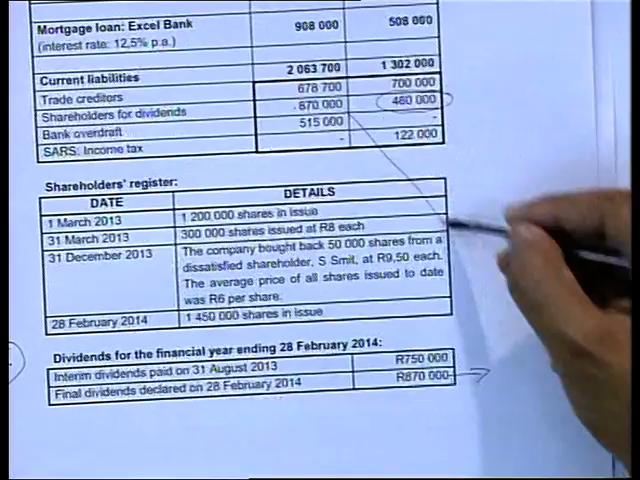 Mortgage loan: Excel Bank 908 000 508 000
(interest rate: 12,5% p.a.)
Current liabilities 2 063 700 1 302 000
Trade creditors 678 700 700 000
Shareholders for dividends 870 000 480 000
Bank overdraft 515 000 -
SARS: Income tax - 122 000
Shareholders' register:
DATE DETAILS
1 March 2013 1 200 000 shares in issue
31 March 2013 300 000 shares issued at R8 each
31 December 2013 The company bought back 50 000 shares from a
dissatisfied shareholder, S Smit, at R9,50 each.
The average price of all shares issued to date
was R6 per share.
28 February 2014 1 450 000 shares in issue
Dividends for the financial year ending 28 February 2014:
Interim dividends paid on 31 August 2013 R750 000
Final dividends declared on 28 February 2014 R870 000